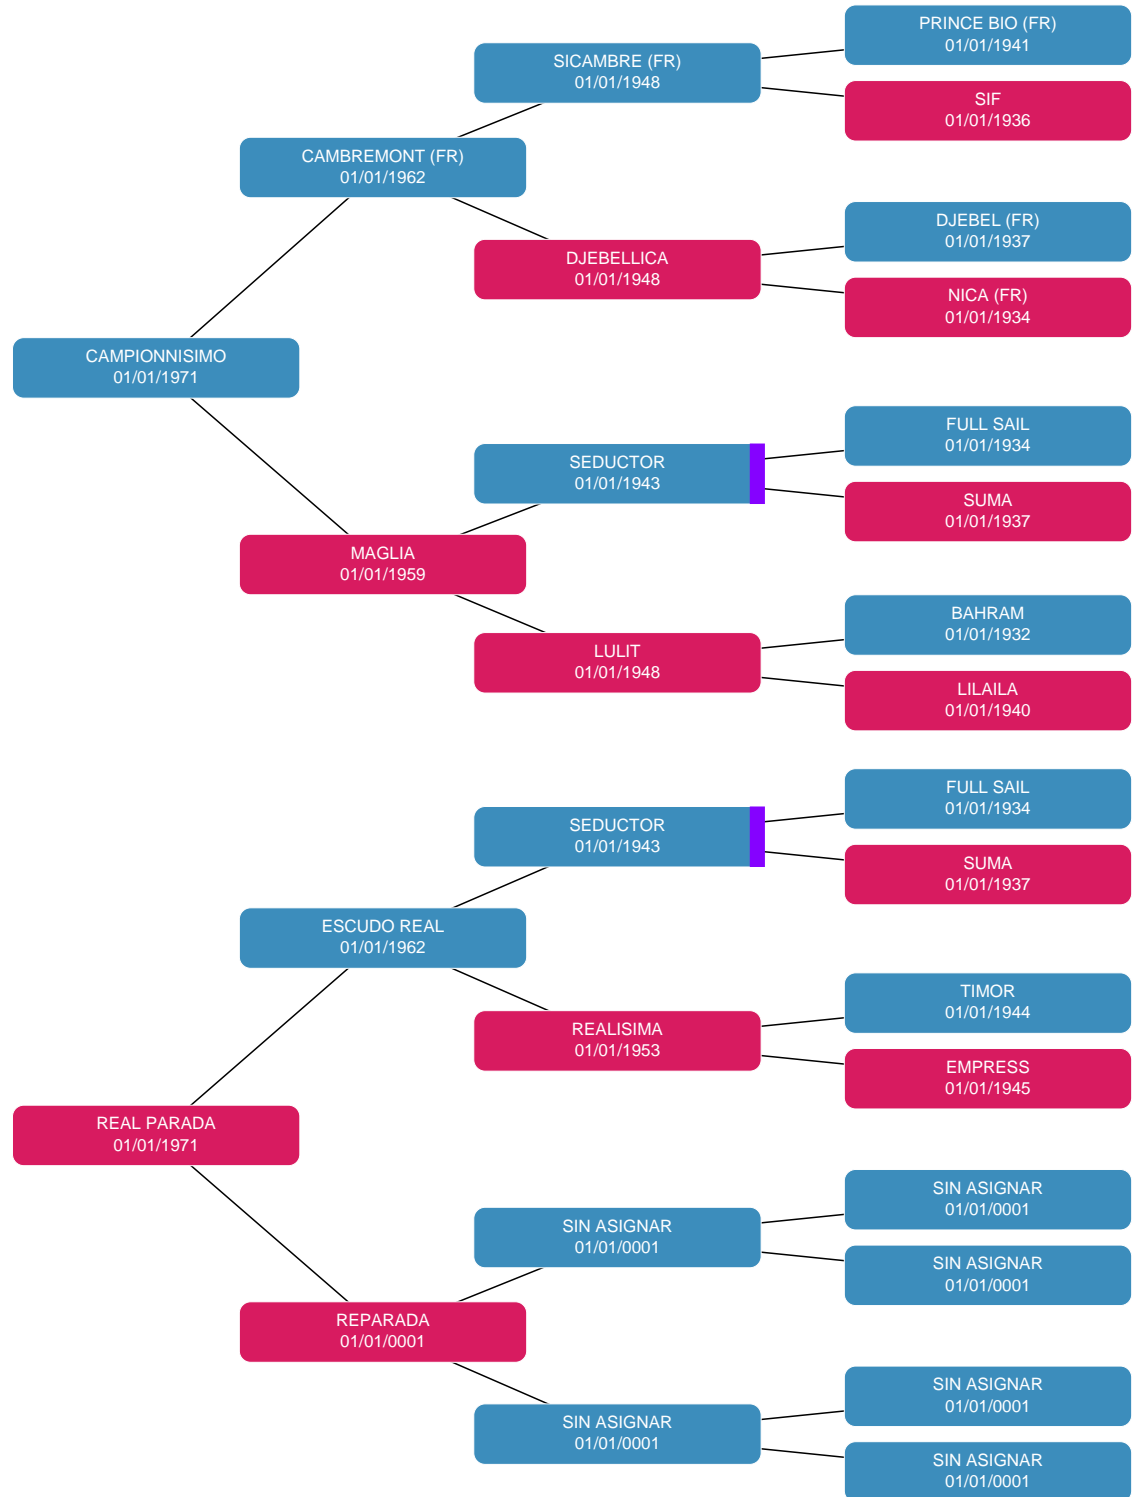 PRINCE BIO (FR)
01/01/1941
SICAMBRE (FR)
01/01/1948
SIF
01/01/1936
CAMBREMONT (FR)
01/01/1962
DJEBEL (FR)
01/01/1937
DJEBELLICA
01/01/1948
NICA (FR)
01/01/1934
CAMPIONNISIMO
01/01/1971
FULL SAIL
01/01/1934
SEDUCTOR
01/01/1943
SUMA
01/01/1937
MAGLIA
01/01/1959
BAHRAM
01/01/1932
LULIT
01/01/1948
LILAILA
01/01/1940
FULL SAIL
01/01/1934
SEDUCTOR
01/01/1943
SUMA
01/01/1937
ESCUDO REAL
01/01/1962
TIMOR
01/01/1944
REALISIMA
01/01/1953
EMPRESS
01/01/1945
REAL PARADA
01/01/1971
SIN ASIGNAR
01/01/0001
SIN ASIGNAR
01/01/0001
SIN ASIGNAR
01/01/0001
REPARADA
01/01/0001
SIN ASIGNAR
01/01/0001
SIN ASIGNAR
01/01/0001
SIN ASIGNAR
01/01/0001